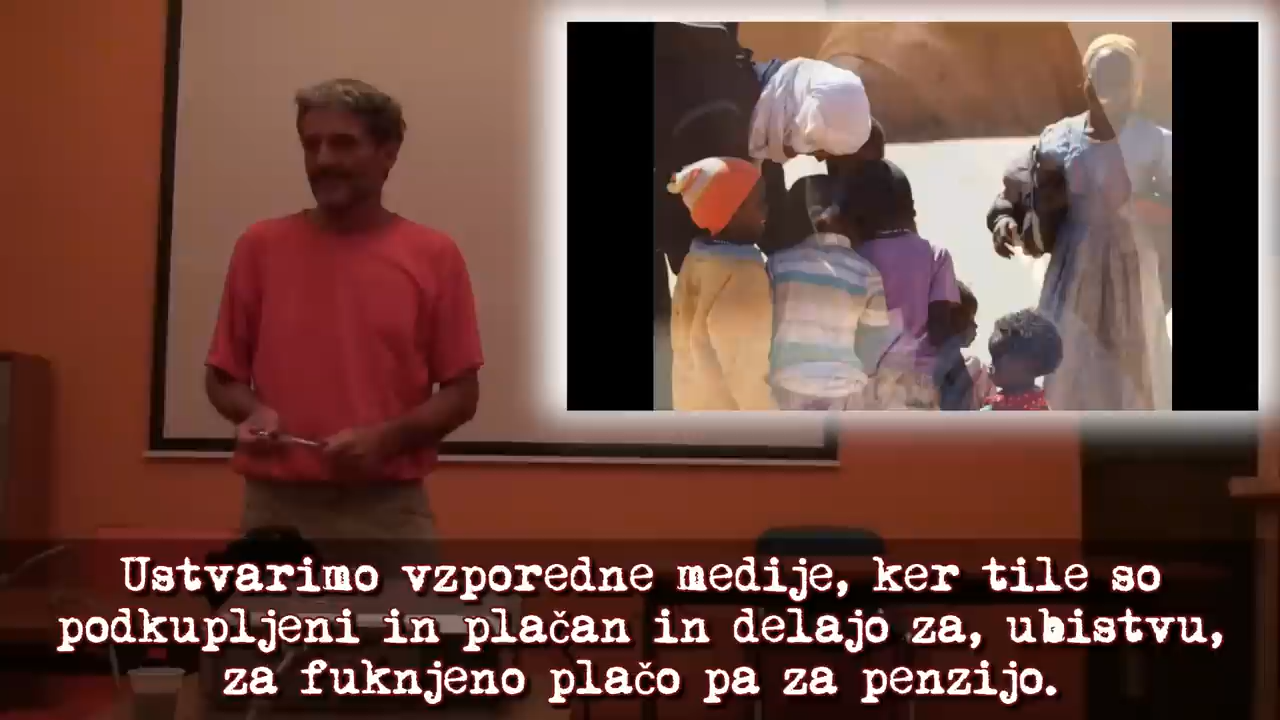 Ustvarimo vzporedne medije, ker tile so
podkupljeni in plačan in delajo za, ubistvu,
za fuknjeno plačo pa za penzijo.